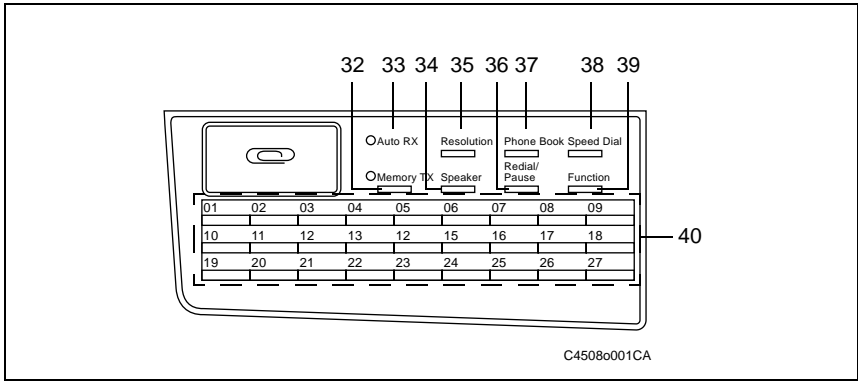 32 33 34 35 36 37 38 39
Auto RX Resolution Phone Book Speed Dial
Memory TX Speaker Redial/
Pause Function
01 02 03 04 05 06 07 08 09
10 11 12 13 12 15 16 17 18
40
19 20 21 22 23 24 25 26 27
C4508o001CA